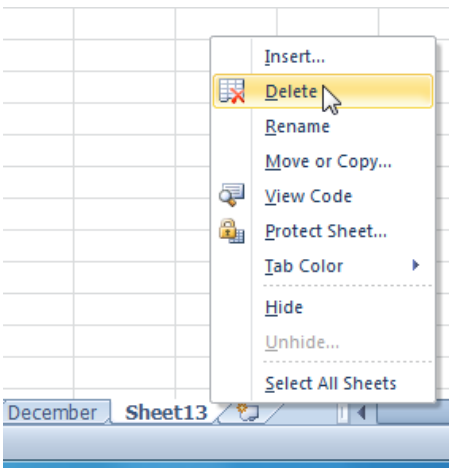 Insert...
Delete
Rename
Move or Copy...
View Code
Protect Sheet...
Tab Color
Hide
Unhide...
Select All Sheets
December Sheet13